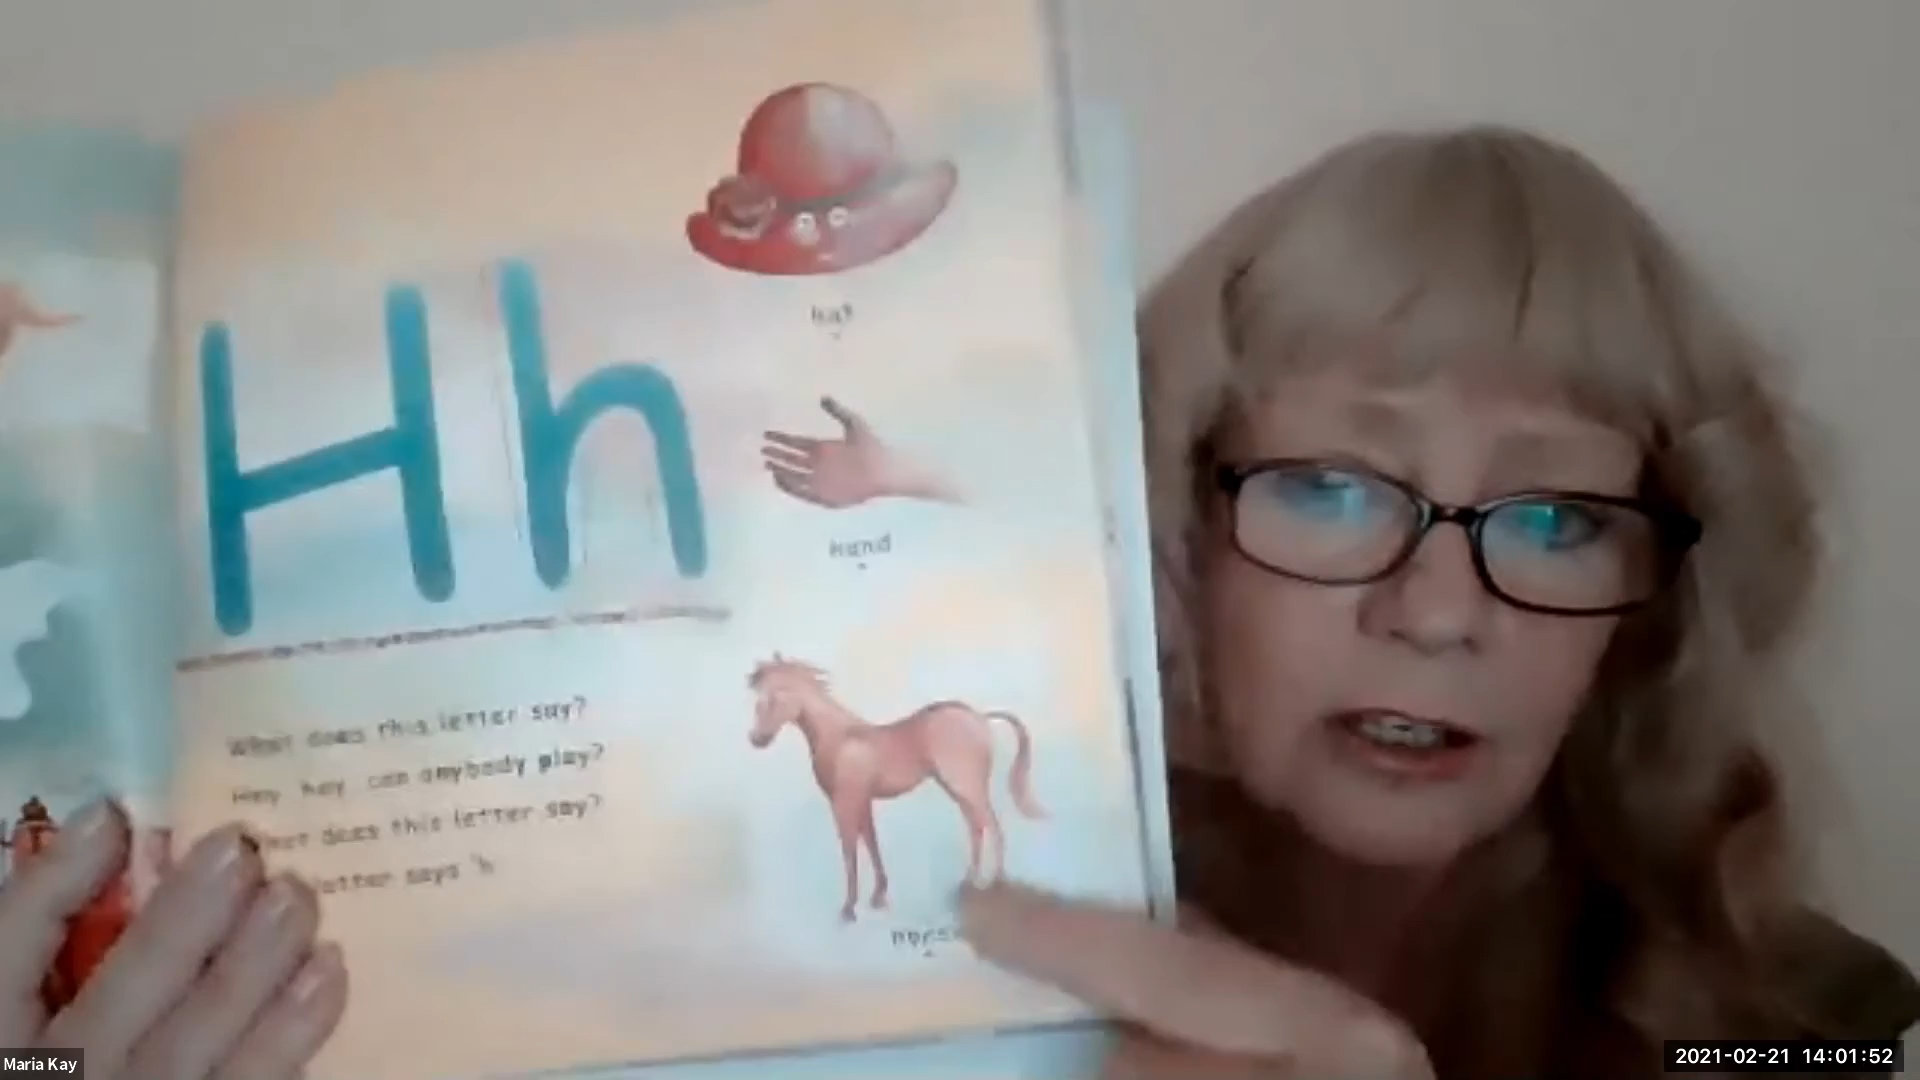 Hh
hat
hand
What does this letter say?
Hey hey can anybody play?
does this letter say?
letter says 'h
horse
Maria Kay
2021-02-21 14:01:52